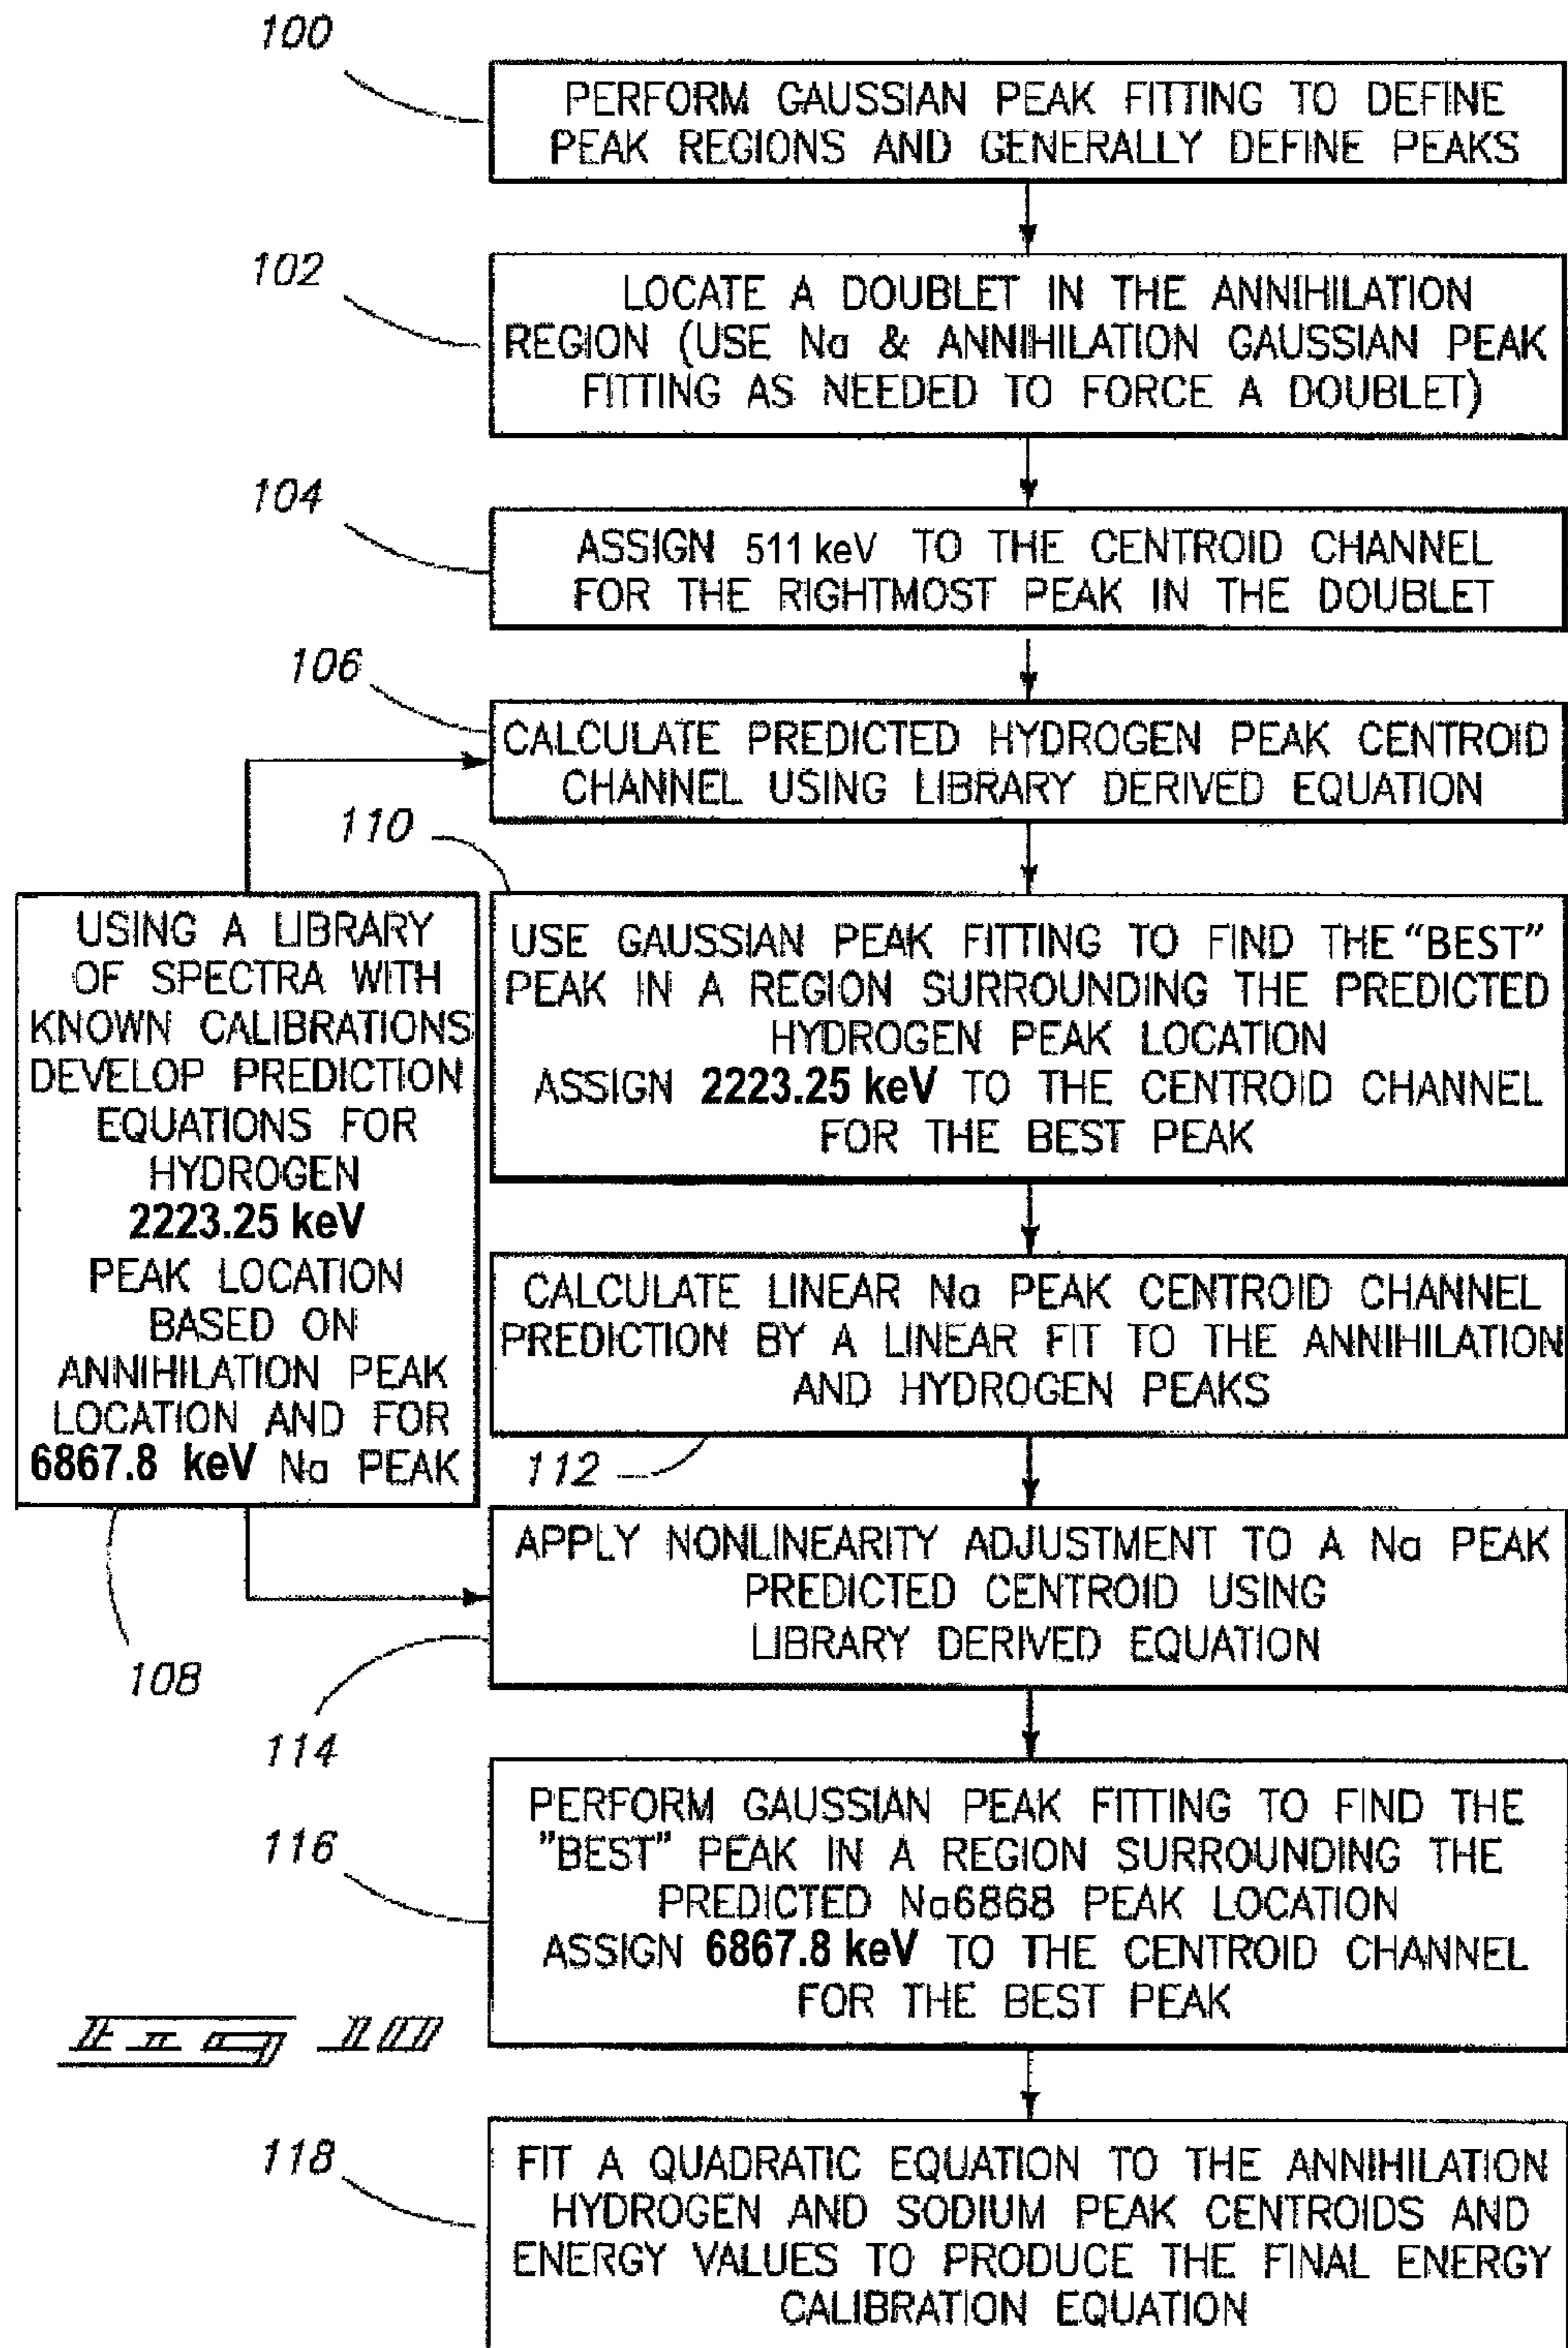 100
PERFORM GAUSSIAN PEAK FITTING TO DEFINE
PEAK REGIONS AND GENERALLY DEFINE PEAKS
102
LOCATE A DOUBLET IN THE ANNIHILATION
REGION (USE Na & ANNIHILATION GAUSSIAN PEAK
FITTING AS NEEDED TO FORCE A DOUBLET)
104
ASSIGN 511 keV TO THE CENTROID CHANNEL
FOR THE RIGHTMOST PEAK IN THE DOUBLET
106
CALCULATE PREDICTED HYDROGEN PEAK CENTROID
CHANNEL USING LIBRARY DERIVED EQUATION
USING A LIBRARY
OF SPECTRA WITH
KNOWN CALIBRATIONS
DEVELOP PREDICTION
EQUATIONS FOR
HYDROGEN
2223.25 keV
PEAK LOCATION
BASED ON
ANNIHILATION PEAK
LOCATION AND FOR
6867.8 keV Na PEAK
108
110
USE GAUSSIAN PEAK FITTING TO FIND THE "BEST"
PEAK IN A REGION SURROUNDING THE PREDICTED
HYDROGEN PEAK LOCATION
ASSIGN 2223.25 keV TO THE CENTROID CHANNEL
FOR THE BEST PEAK
CALCULATE LINEAR Na PEAK CENTROID CHANNEL
PREDICTION BY A LINEAR FIT TO THE ANNIHILATION
AND HYDROGEN PEAKS
112
APPLY NONLINEARITY ADJUSTMENT TO A Na PEAK
PREDICTED CENTROID USING
LIBRARY DERIVED EQUATION
114
PERFORM GAUSSIAN PEAK FITTING TO FIND THE
"BEST" PEAK IN A REGION SURROUNDING THE
PREDICTED Na6868 PEAK LOCATION
ASSIGN 6867.8 keV TO THE CENTROID CHANNEL
FOR THE BEST PEAK
116
Fig 10
118
FIT A QUADRATIC EQUATION TO THE ANNIHILATION
HYDROGEN AND SODIUM PEAK CENTROIDS AND
ENERGY VALUES TO PRODUCE THE FINAL ENERGY
CALIBRATION EQUATION